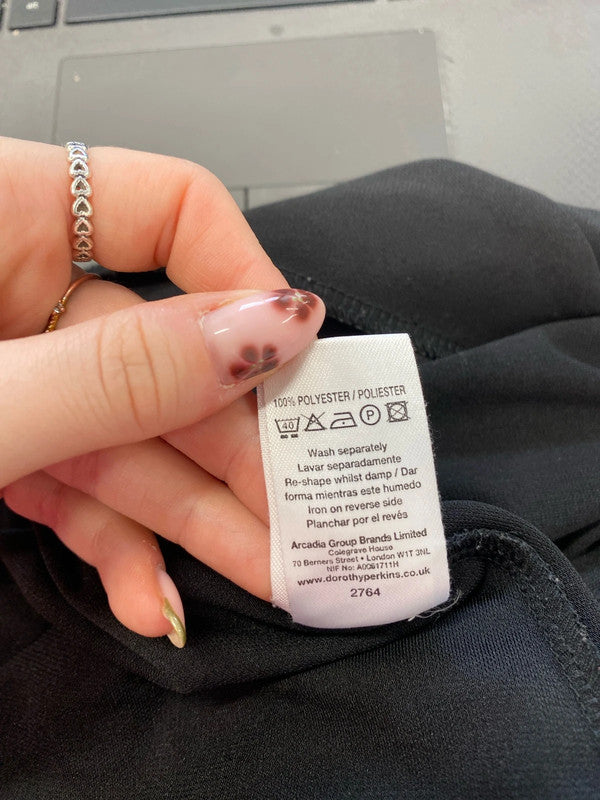 100% POLYESTER / POLIESTER
40 P
Wash separately
Lavar separadamente
Re-shape whilst damp / Dar
forma mientras este humedo
Iron on reverse side
Planchar por el revés
Arcadia Group Brands Limited
Colegrave House
70 Berners Street • London W1T 3NL
NIF No: A0061711H
www.dorothyperkins.co.uk
2764